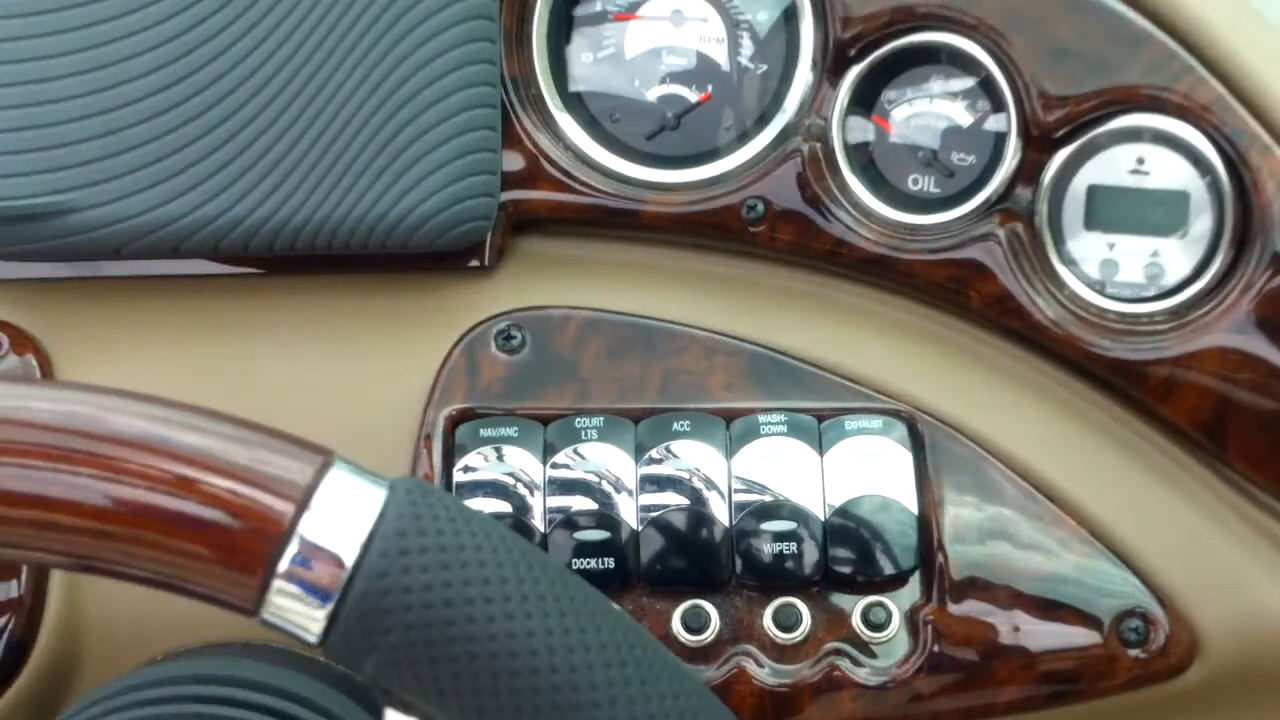 RPM
OIL
NAV/ANC
COURT
LTS
ACC
WASH-
DOWN
EXHAUST
DOCK LTS
WIPER